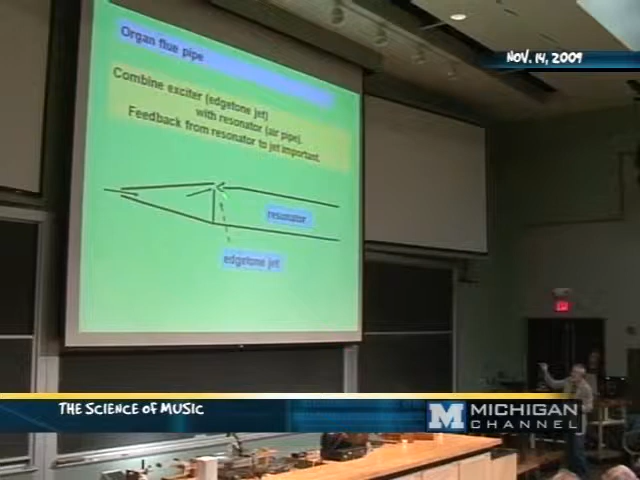 NOV. 14, 2009
Organ flue pipe
Combine exciter (edgetone jet)
with resonator (air pipe).
Feedback from resonator to jet important.
resonator
edgetone jet
THE SCIENCE OF MUSIC
M MICHIGAN
CHANNEL